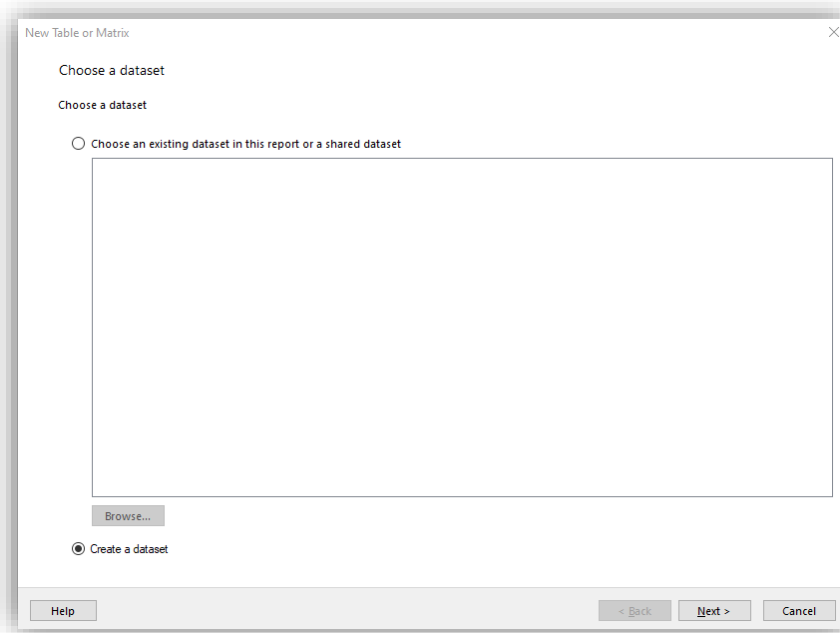 New Table or Matrix
Choose a dataset
Choose a dataset
Choose an existing dataset in this report or a shared dataset
Browse...
Create a dataset
Help
< Back
Next >
Cancel